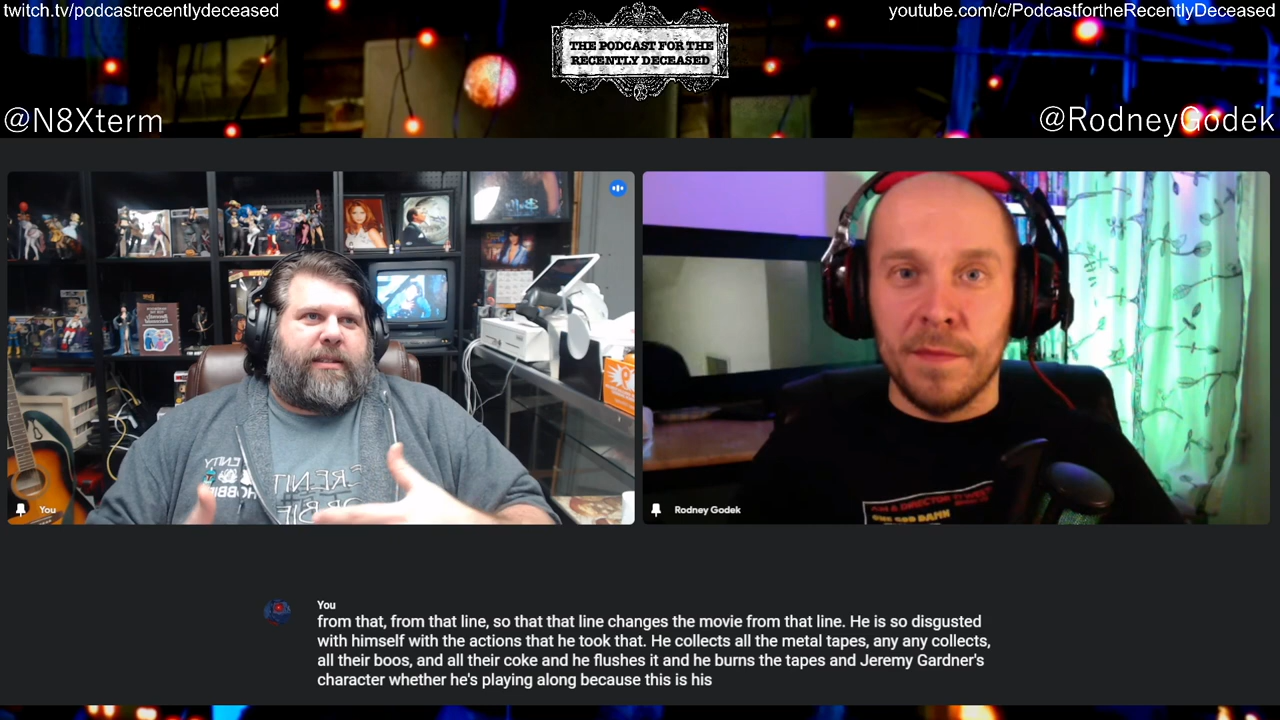 twitch.tv/podcastrecentlydeceased
youtube.com/c/PodcastfortheRecentlyDeceased
THE PODCAST FOR THE
RECENTLY DECEASED
@N8Xterm
@RodneyGodek
You
Rodney Godek
ONE GOD DAMN
You
from that, from that line, so that that line changes the movie from that line. He is so disgusted
with himself with the actions that he took that. He collects all the metal tapes, any any collects,
all their boos, and all their coke and he flushes it and he burns the tapes and Jeremy Gardner's
character whether he's playing along because this is his